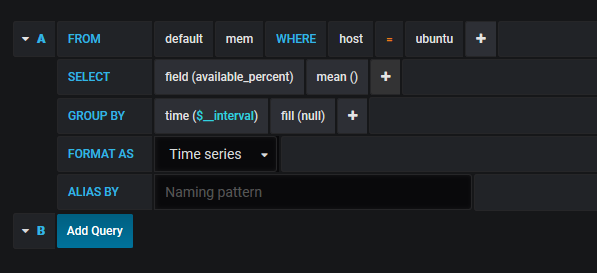 A FROM default mem WHERE host = ubuntu +
SELECT field (available_percent) mean () +
GROUP BY time ($__interval) fill (null) +
FORMAT AS Time series
ALIAS BY Naming pattern
B Add Query